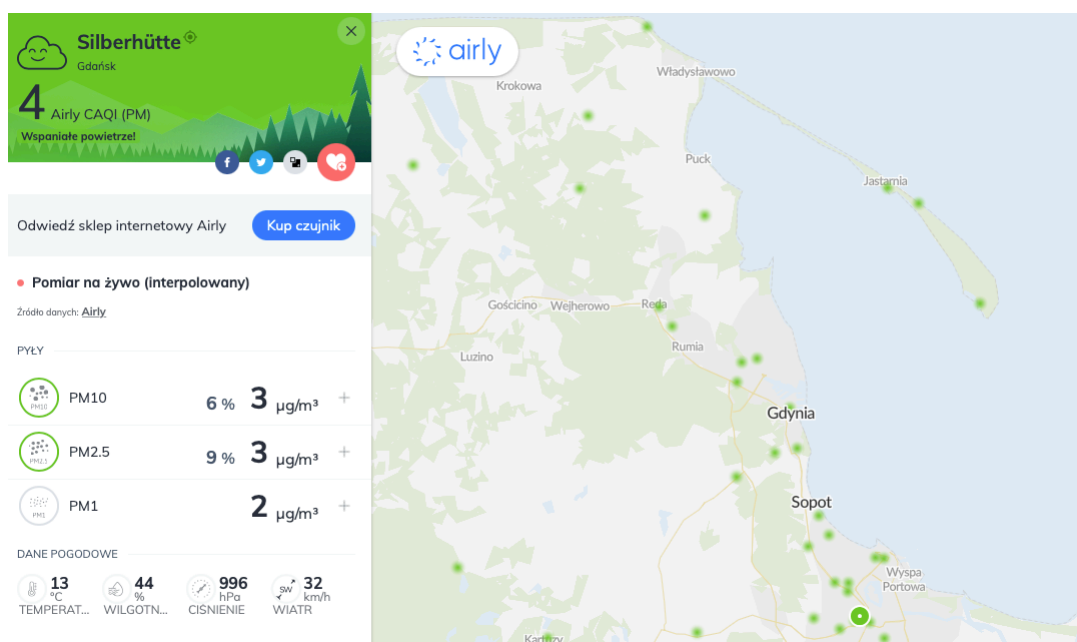 Silberhütte
Gdańsk
4 Airly CAQI (PM)
Wspaniałe powietrze!
Odwiedź sklep internetowy Airly
Kup czujnik
Pomiar na żywo (interpolowany)
Źródło danych: Airly
PYŁY
PM10
PM10 6 % 3 µg/m³ +
PM2.5
PM2.5 9 % 3 µg/m³ +
PM1
PM1 2 µg/m³ +
DANE POGODOWE
13 °C
TEMPERAT...
44 %
WILGOTN...
996 hPa
CIŚNIENIE
SW
32 km/h
WIATR
airly
Władysławowo
Krokowa
Puck
Jastarnia
Gościcino
Wejherowo
Reda
Rumia
Luzino
Gdynia
Sopot
Wyspa
Portowa
Kartuzy